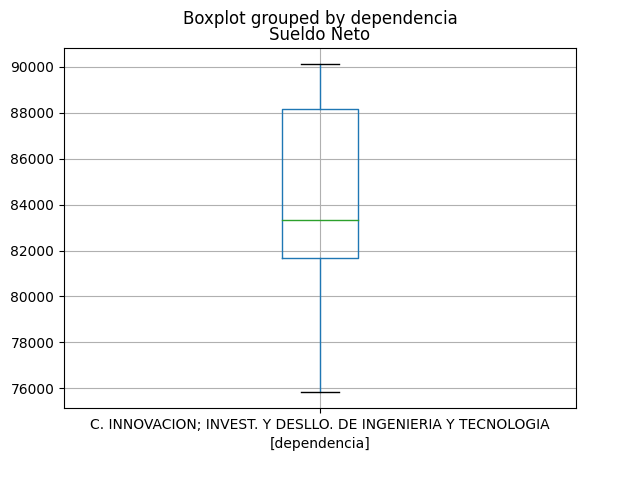 Boxplot grouped by dependencia
Sueldo Neto
90000
88000
86000
84000
82000
80000
78000
76000
C. INNOVACION; INVEST. Y DESLLO. DE INGENIERIA Y TECNOLOGIA
[dependencia]